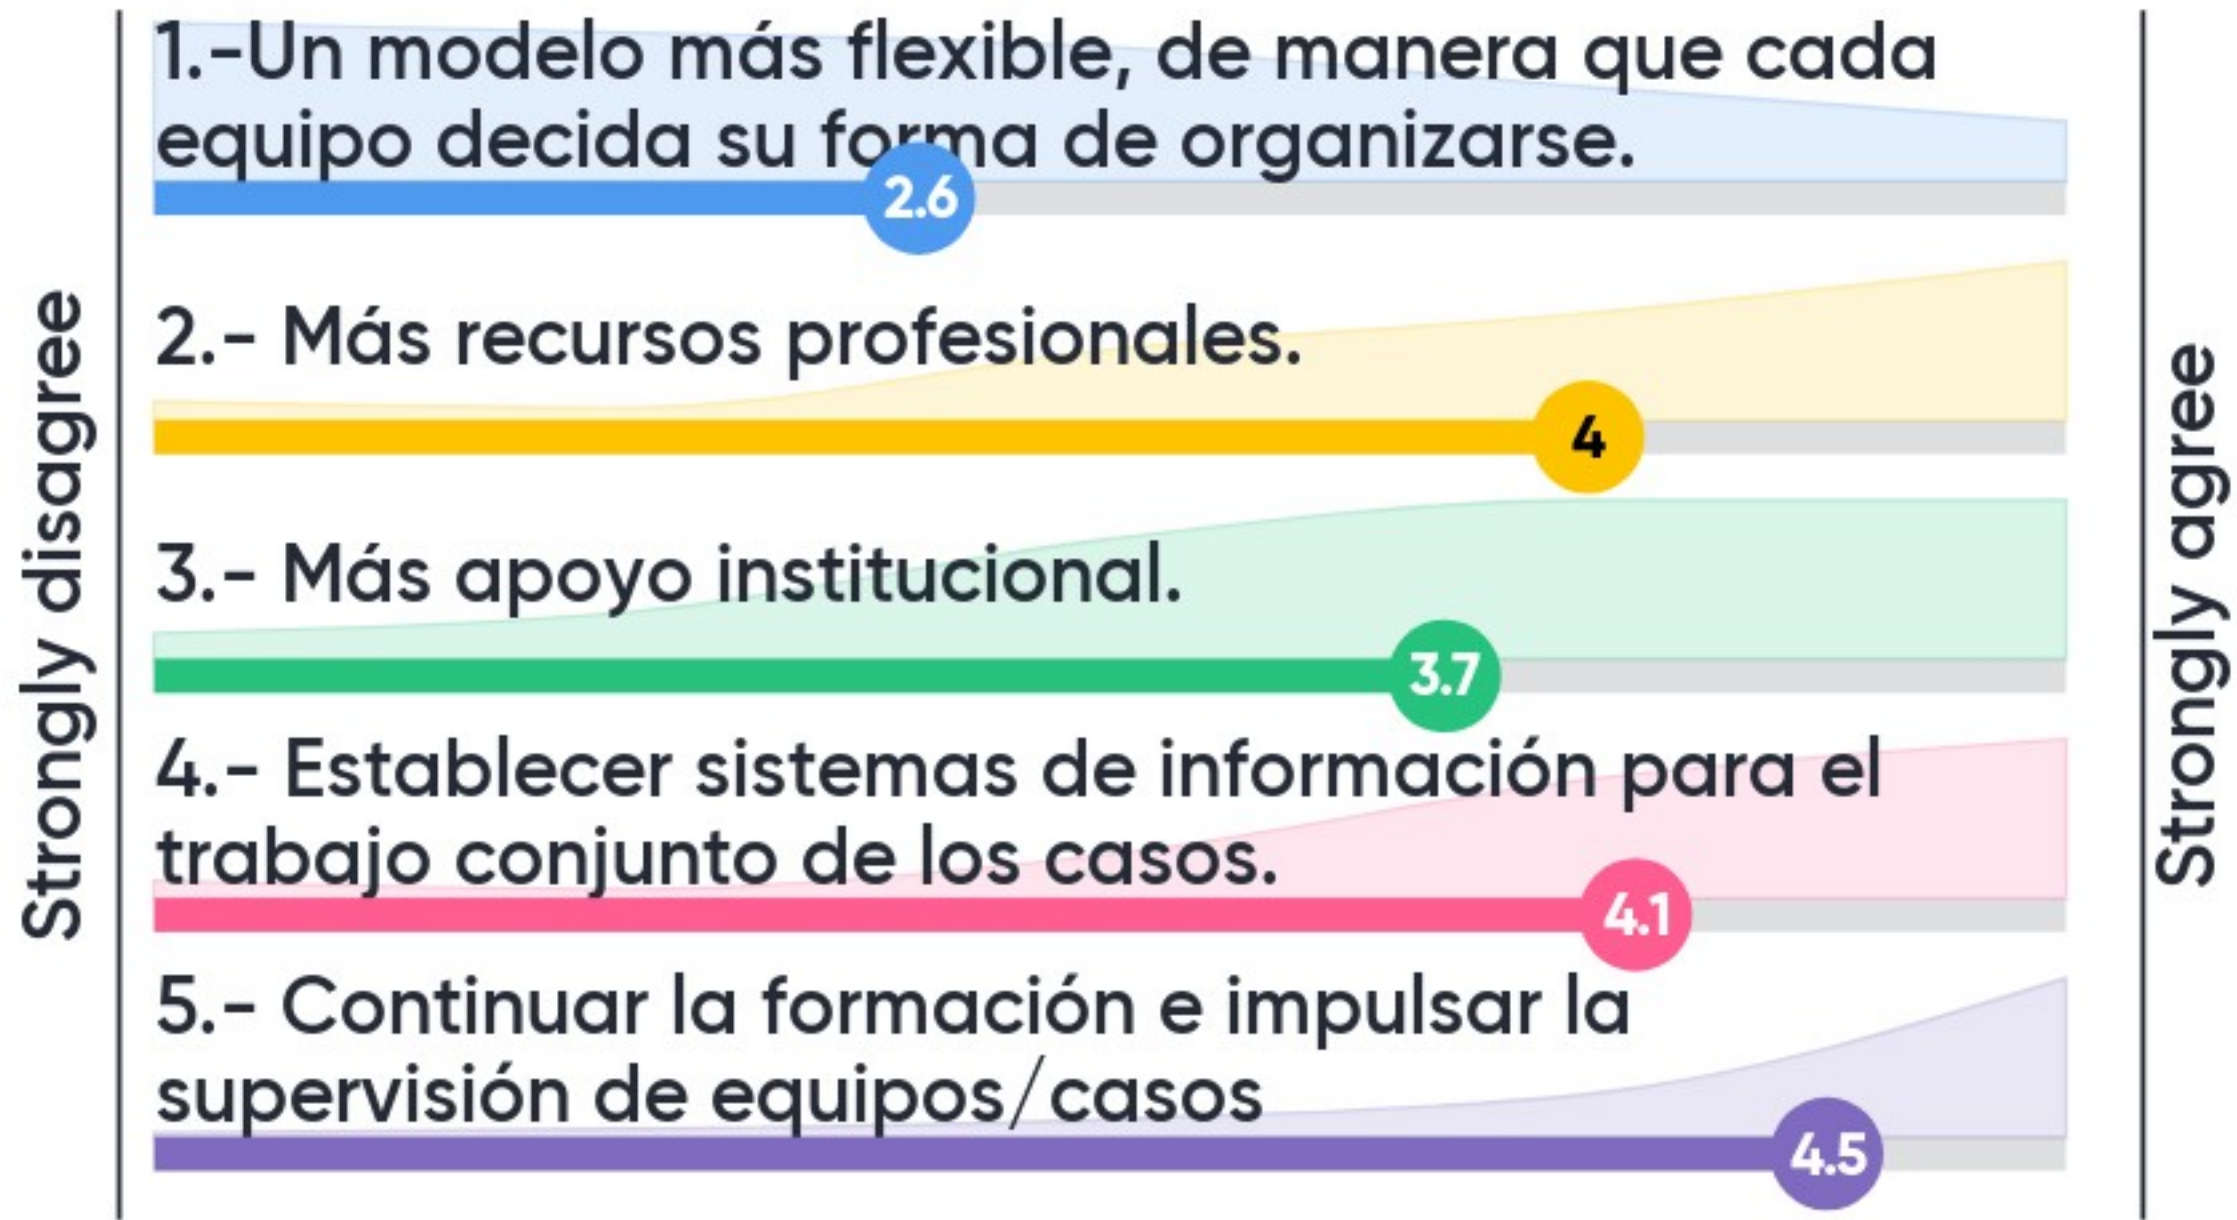 Strongly disagree
1.-Un modelo más flexible, de manera que cada
equipo decida su forma de organizarse.
2.6
2.- Más recursos profesionales.
4
3.- Más apoyo institucional.
3.7
4.- Establecer sistemas de información para el
trabajo conjunto de los casos.
4.1
5.- Continuar la formación e impulsar la
supervisión de equipos/casos
4.5
Strongly agree